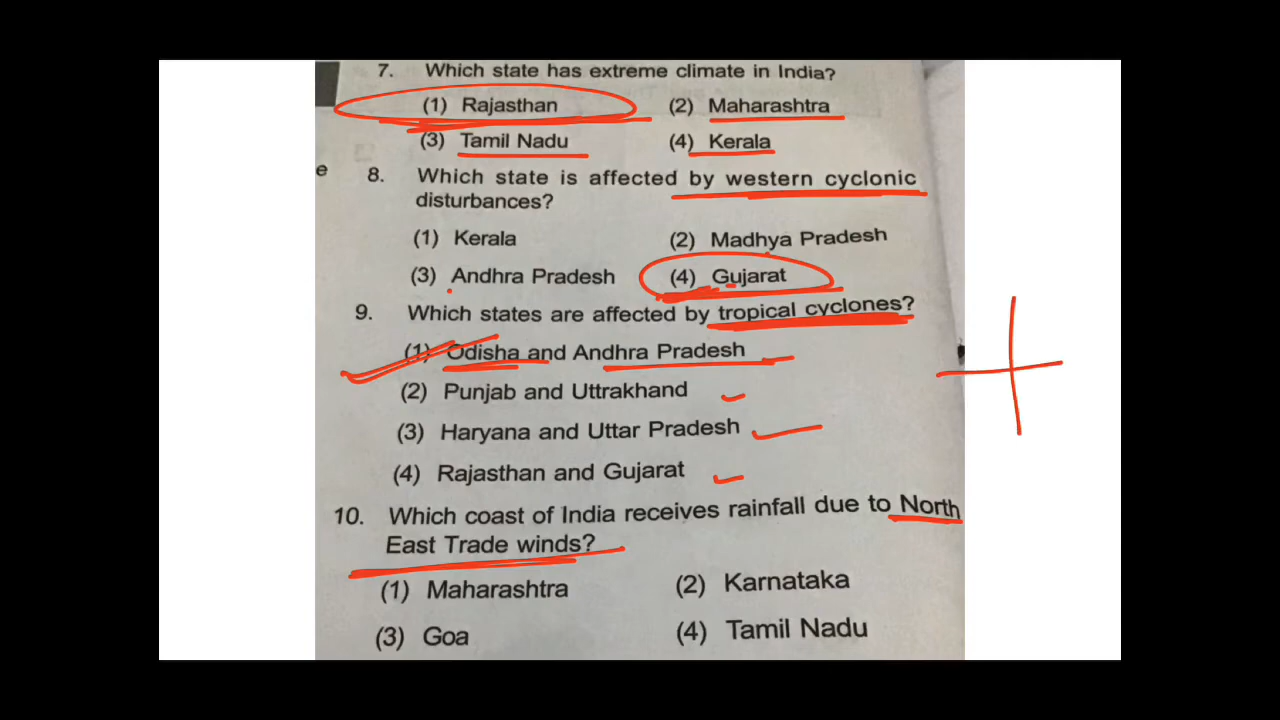 7. Which state has extreme climate in India?
(1) Rajasthan (2) Maharashtra
(3) Tamil Nadu (4) Kerala
e 8. Which state is affected by western cyclonic
disturbances?
(1) Kerala (2) Madhya Pradesh
(3) Andhra Pradesh (4) Gujarat
9. Which states are affected by tropical cyclones?
(1) Odisha and Andhra Pradesh
(2) Punjab and Uttrakhand
(3) Haryana and Uttar Pradesh
(4) Rajasthan and Gujarat
10. Which coast of India receives rainfall due to North
East Trade winds?
(1) Maharashtra (2) Karnataka
(3) Goa (4) Tamil Nadu